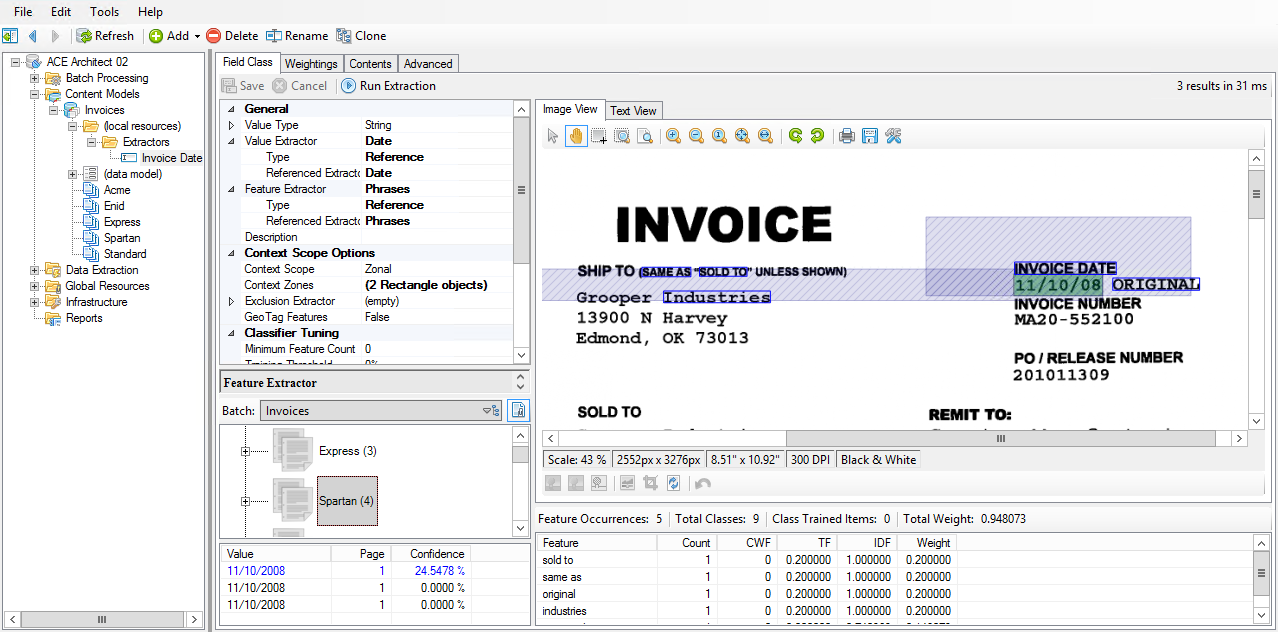 File Edit Tools Help
Refresh Add Delete Rename Clone
ACE Architect 02
Batch Processing
Content Models
Invoices
(local resources)
Extractors
Invoice Date
(data model)
Acme
Enid
Express
Spartan
Standard
Data Extraction
Global Resources
Infrastructure
Reports
Field Class Weightings Contents Advanced
Save Cancel Run Extraction
3 results in 31 ms
General
Value Type String
Value Extractor Date
Type Reference
Referenced Extractc Date
Feature Extractor Phrases
Type Reference
Referenced Extractc Phrases
Description
Context Scope Options
Context Scope Zonal
Context Zones (2 Rectangle objects)
Exclusion Extractor (empty)
GeoTag Features False
Classifier Tuning
Minimum Feature Count 0
Training Threshold 0%
Feature Extractor
Batch: Invoices
Express (3)
Spartan (4)
Value Page Confidence
11/10/2008 1 24.5478 %
11/10/2008 1 0.0000 %
11/10/2008 1 0.0000 %
Image View Text View
INVOICE
SHIP TO (SAME AS "SOLD TO" UNLESS SHOWN)
Grooper Industries
13900 N Harvey
Edmond, OK 73013
INVOICE DATE
11/10/08 ORIGINAL
INVOICE NUMBER
MA20-552100
PO / RELEASE NUMBER
201011309
SOLD TO
REMIT TO:
Scale: 43 % 2552px x 3276px 8.51" x 10.92" 300 DPI Black & White
Feature Occurrences: 5 Total Classes: 9 Class Trained Items: 0 Total Weight: 0.948073
Feature Count CWF TF IDF Weight
sold to 1 0 0.200000 1.000000 0.200000
same as 1 0 0.200000 1.000000 0.200000
original 1 0 0.200000 1.000000 0.200000
industries 1 0 0.200000 1.000000 0.200000